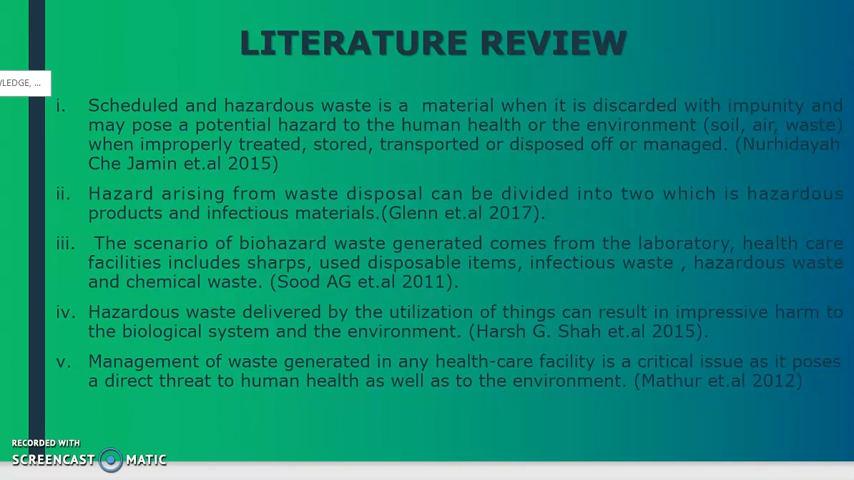 LITERATURE REVIEW
LEDGE, ...
i. Scheduled and hazardous waste is a material when it is discarded with impunity and
may pose a potential hazard to the human health or the environment (soil, air, waste)
when improperly treated, stored, transported or disposed off or managed. (Nurhidayah
Che Jamin et.al 2015)
ii. Hazard arising from waste disposal can be divided into two which is hazardous
products and infectious materials.(Glenn et.al 2017).
iii. The scenario of biohazard waste generated comes from the laboratory, health care
facilities includes sharps, used disposable items, infectious waste , hazardous waste
and chemical waste. (Sood AG et.al 2011).
iv. Hazardous waste delivered by the utilization of things can result in impressive harm to
the biological system and the environment. (Harsh G. Shah et.al 2015).
v. Management of waste generated in any health-care facility is a critical issue as it poses
a direct threat to human health as well as to the environment. (Mathur et.al 2012)
RECORDED WITH
SCREENCAST MATIC